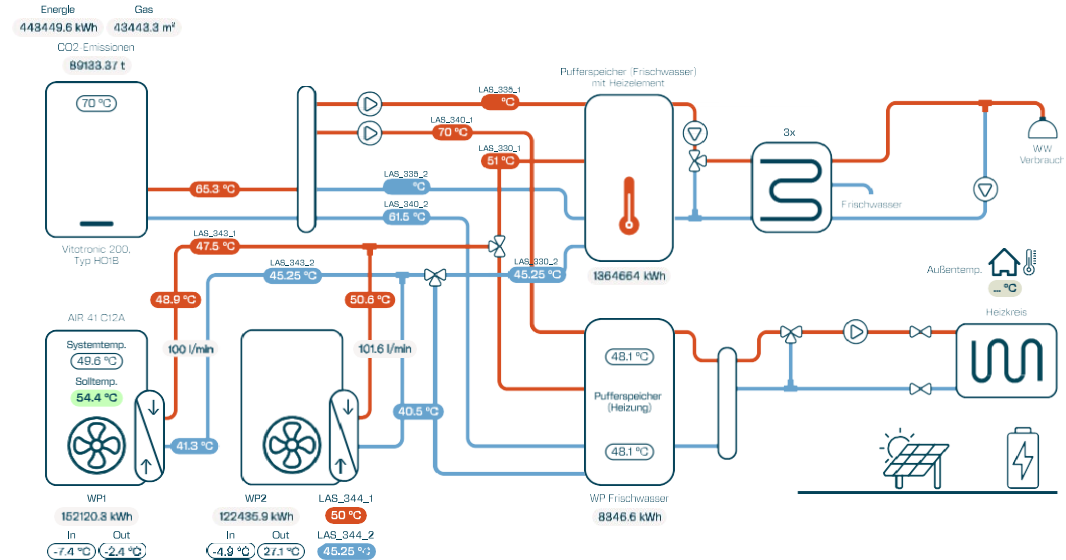 Energie
Gas
443449.6 kWh
43443.3 m³
CO2-Emissionen
89133.37 t
70 °C
Vitotronic 200,
Typ HO1B
65.3 °C
LAS_338_1
°C
LAS_340_1
70 °C
LAS_330_1
51 °C
LAS_338_2
°C
LAS_340_2
61.5 °C
LAS_343_1
47.5 °C
LAS_343_2
45.25 °C
LAS_330_2
45.25 °C
Pufferspeicher (Frischwasser)
mit Heizelement
1364664 kWh
3x
Frischwasser
WW
Verbrauch
Außentemp.
... °C
Heizkreis
48.9 °C
50.6 °C
100 l/min
101.6 l/min
AIR 41 C12A
Systemtemp.
49.6 °C
Solltemp.
54.4 °C
41.3 °C
40.5 °C
48.1 °C
Pufferspeicher
(Heizung)
48.1 °C
WP Frischwasser
8346.6 kWh
WP1
152120.3 kWh
In
Out
-7.4 °C
-2.4 °C
WP2
122435.9 kWh
In
Out
-4.9 °C
27.1 °C
LAS_344_1
50 °C
LAS_344_2
45.25 °C